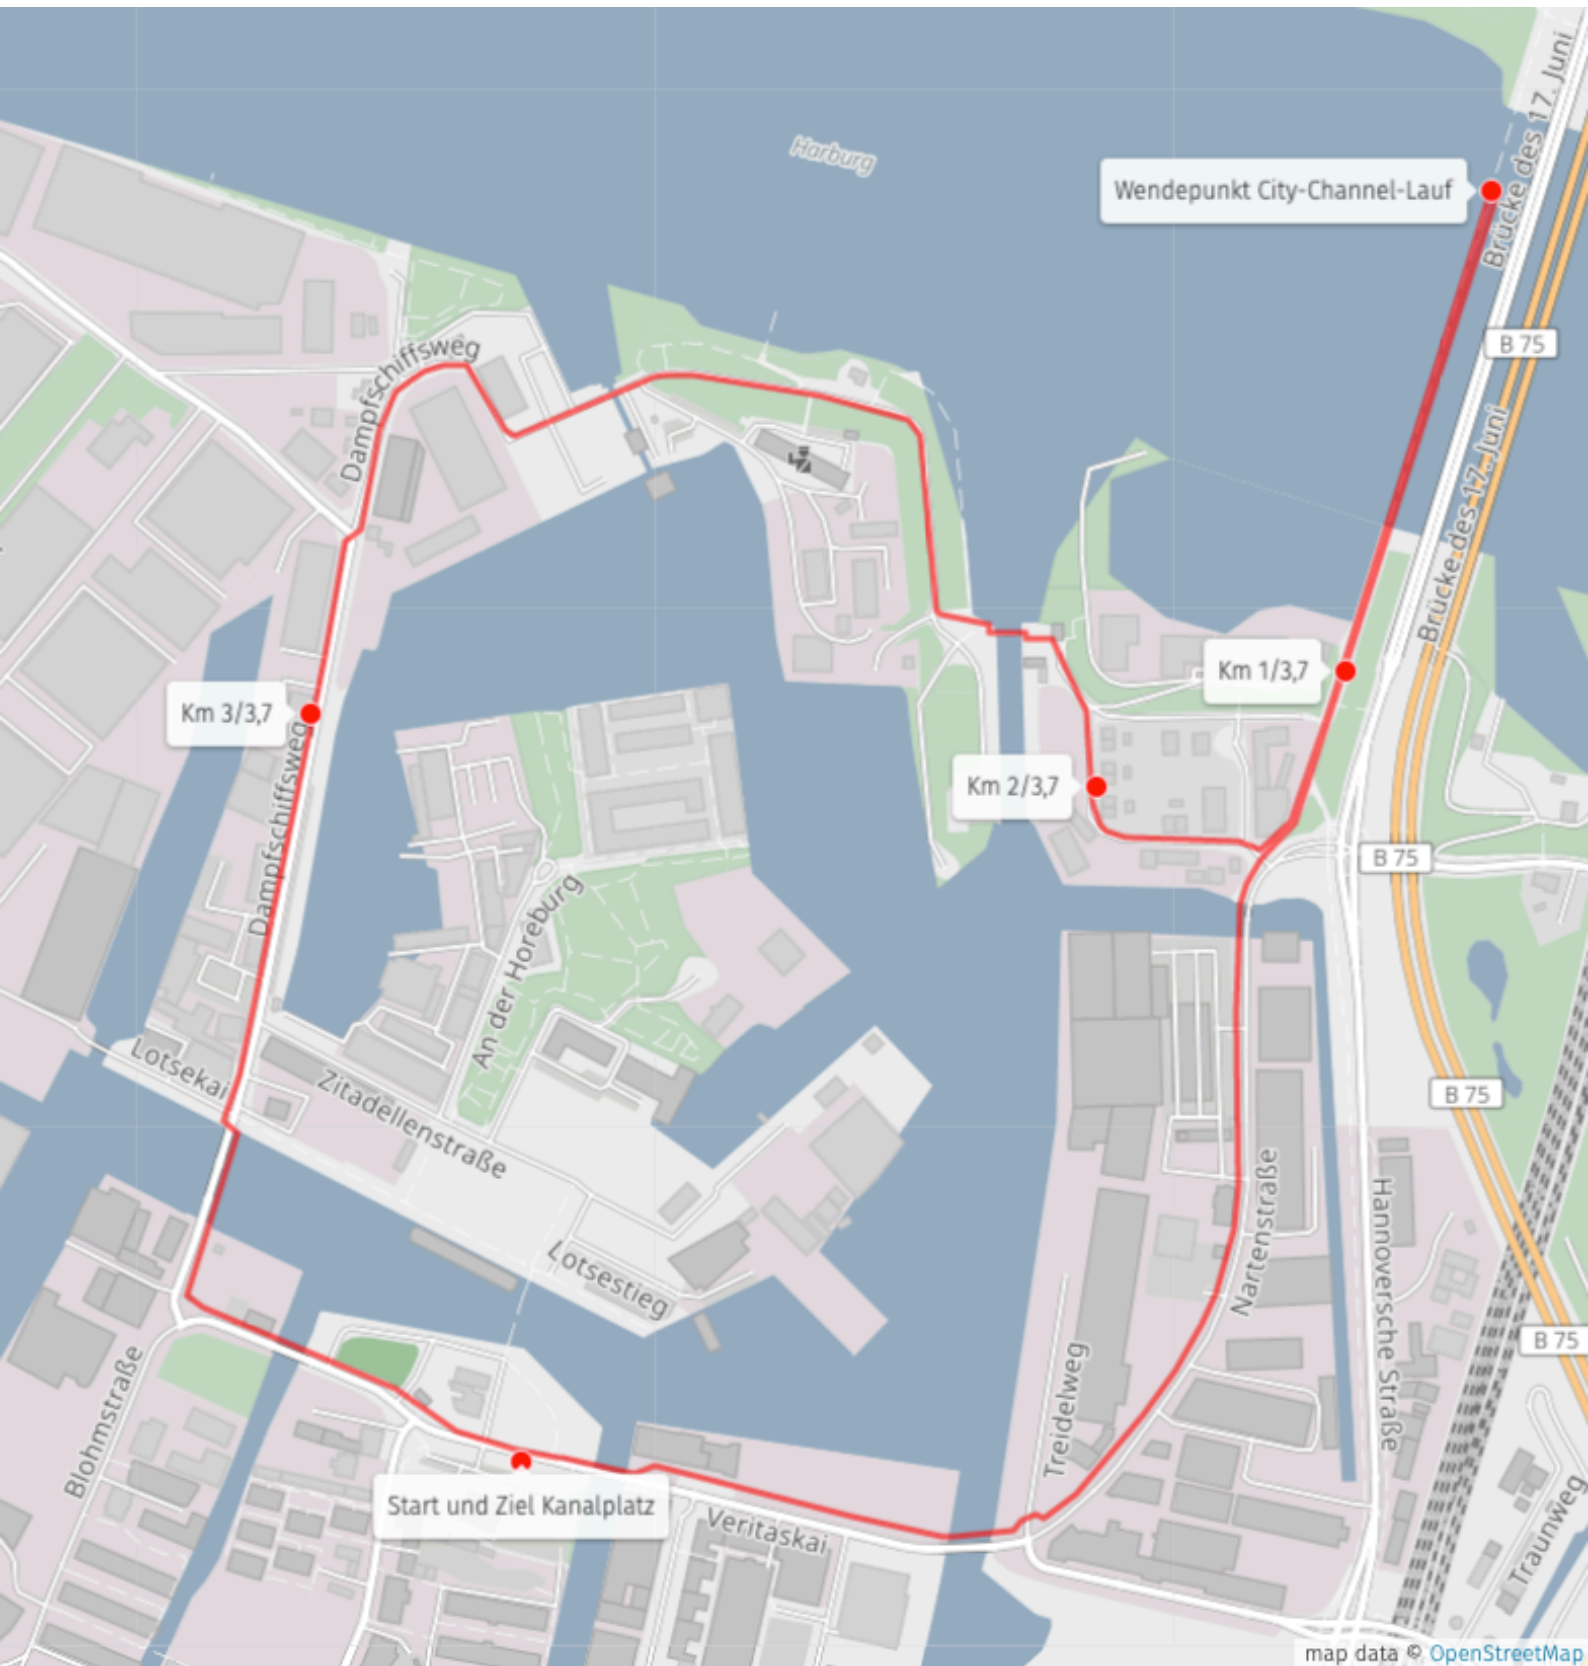 Brücke des 17. Juni
Harburg
Wendepunkt City-Channel-Lauf
B 75
Dampfschiffsweg
Brücke des 17. Juni
Km 1/3,7
Km 3/3,7
Km 2/3,7
Dampfschiffsweg
B 75
An der Horeburg
Lotsekai
Zitadellenstraße
B 75
Lotsestieg
Nartenstraße
Hannoversche Straße
B 75
Blohmstraße
Treidelweg
Start und Ziel Kanalplatz
Veritaskai
Traunweg
map data © OpenStreetMap